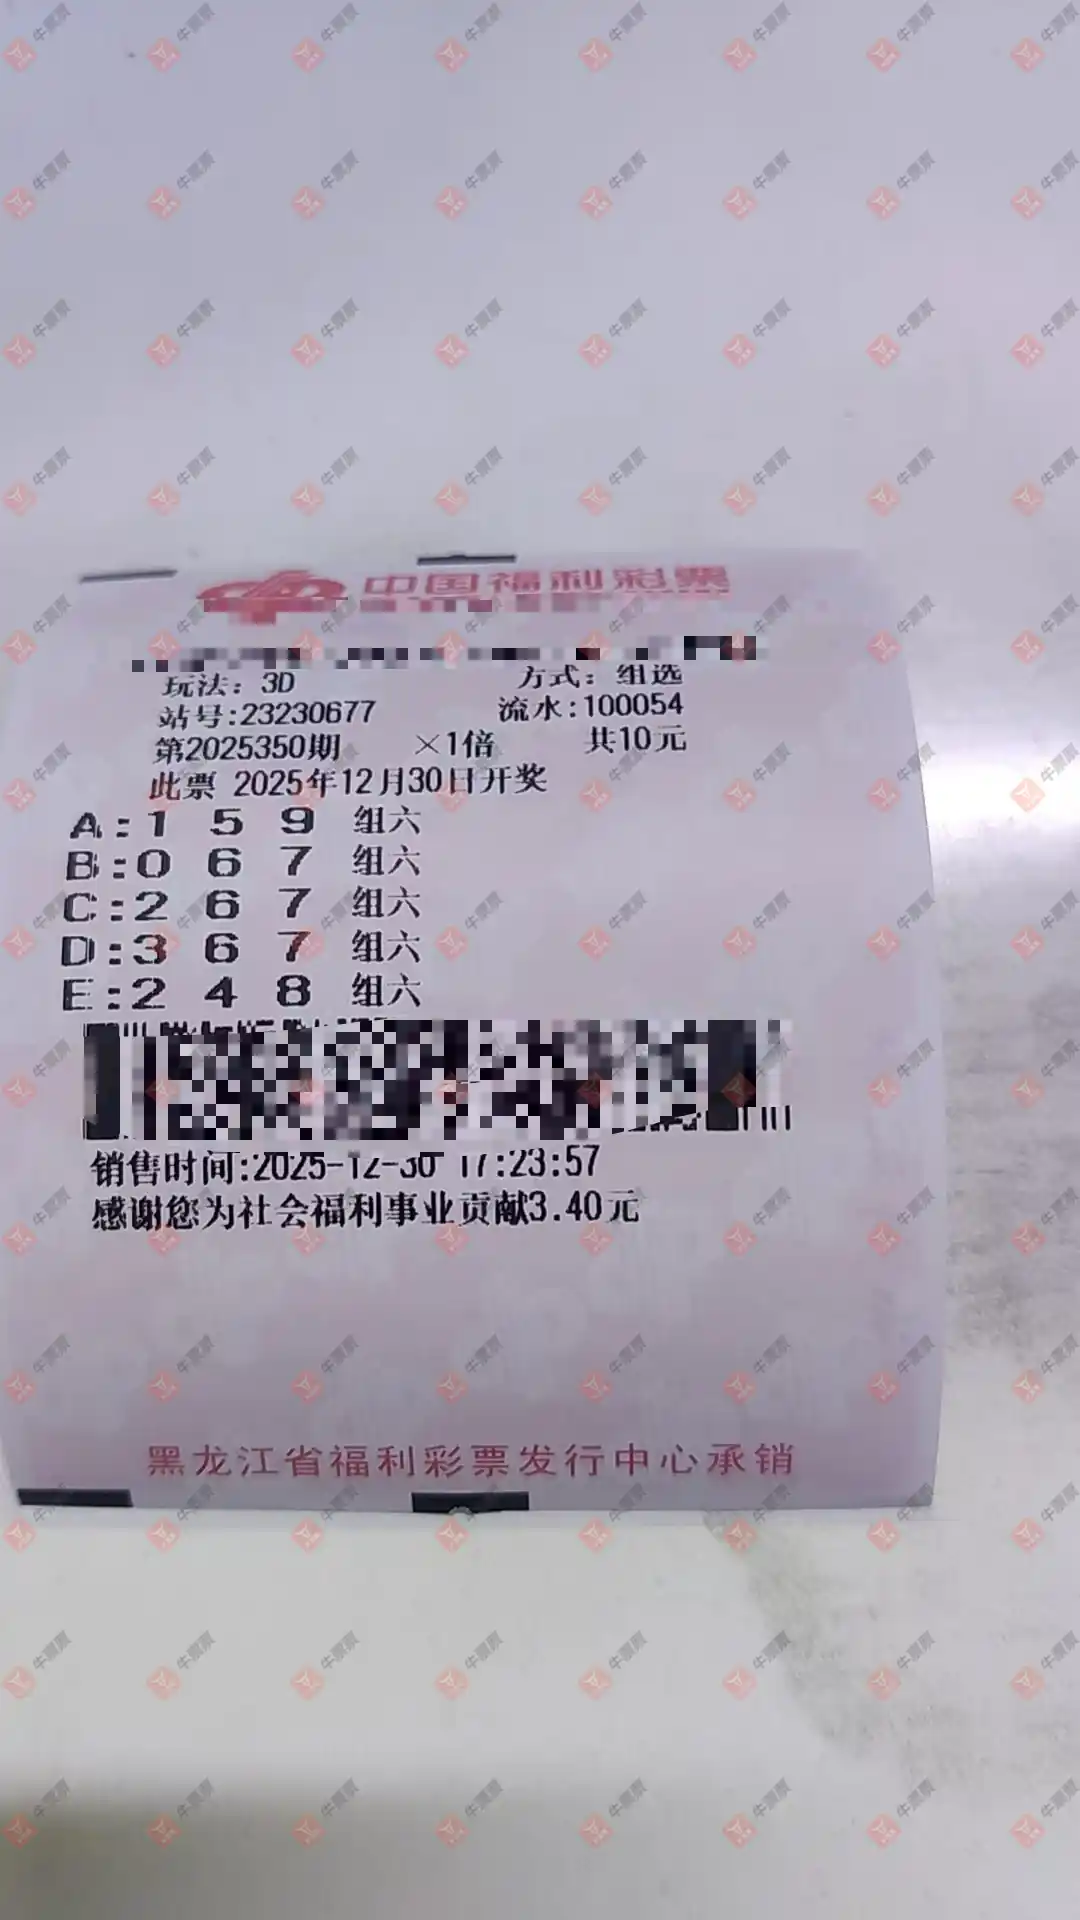 中国福利彩票
玩法：3D 方式：组选
站号:23230677 流水:100054
第2025350期 ×1倍 共10元
此票 2025年12月30日开奖
A:1 5 9 组六
B:0 6 7 组六
C:2 6 7 组六
D:3 6 7 组六
E:2 4 8 组六
销售时间:2025-12-30 17:23:57
感谢您为社会福利事业贡献3.40元
黑龙江省福利彩票发行中心承销